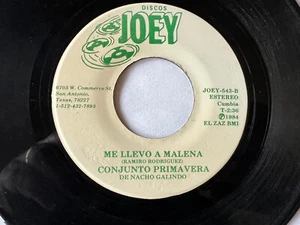 DISCOS
JOEY
6703 W. Commerce St.
San Antonio,
Texas, 78227
1-512-432-7893
JOEY-543-B
ESTEREO
Cumbia
T-2:36
℗1984
EL ZAZ BMI
ME LLEVO A MALENA
(RAMIRO RODRIGUEZ)
CONJUNTO PRIMAVERA
DE NACHO GALINDO